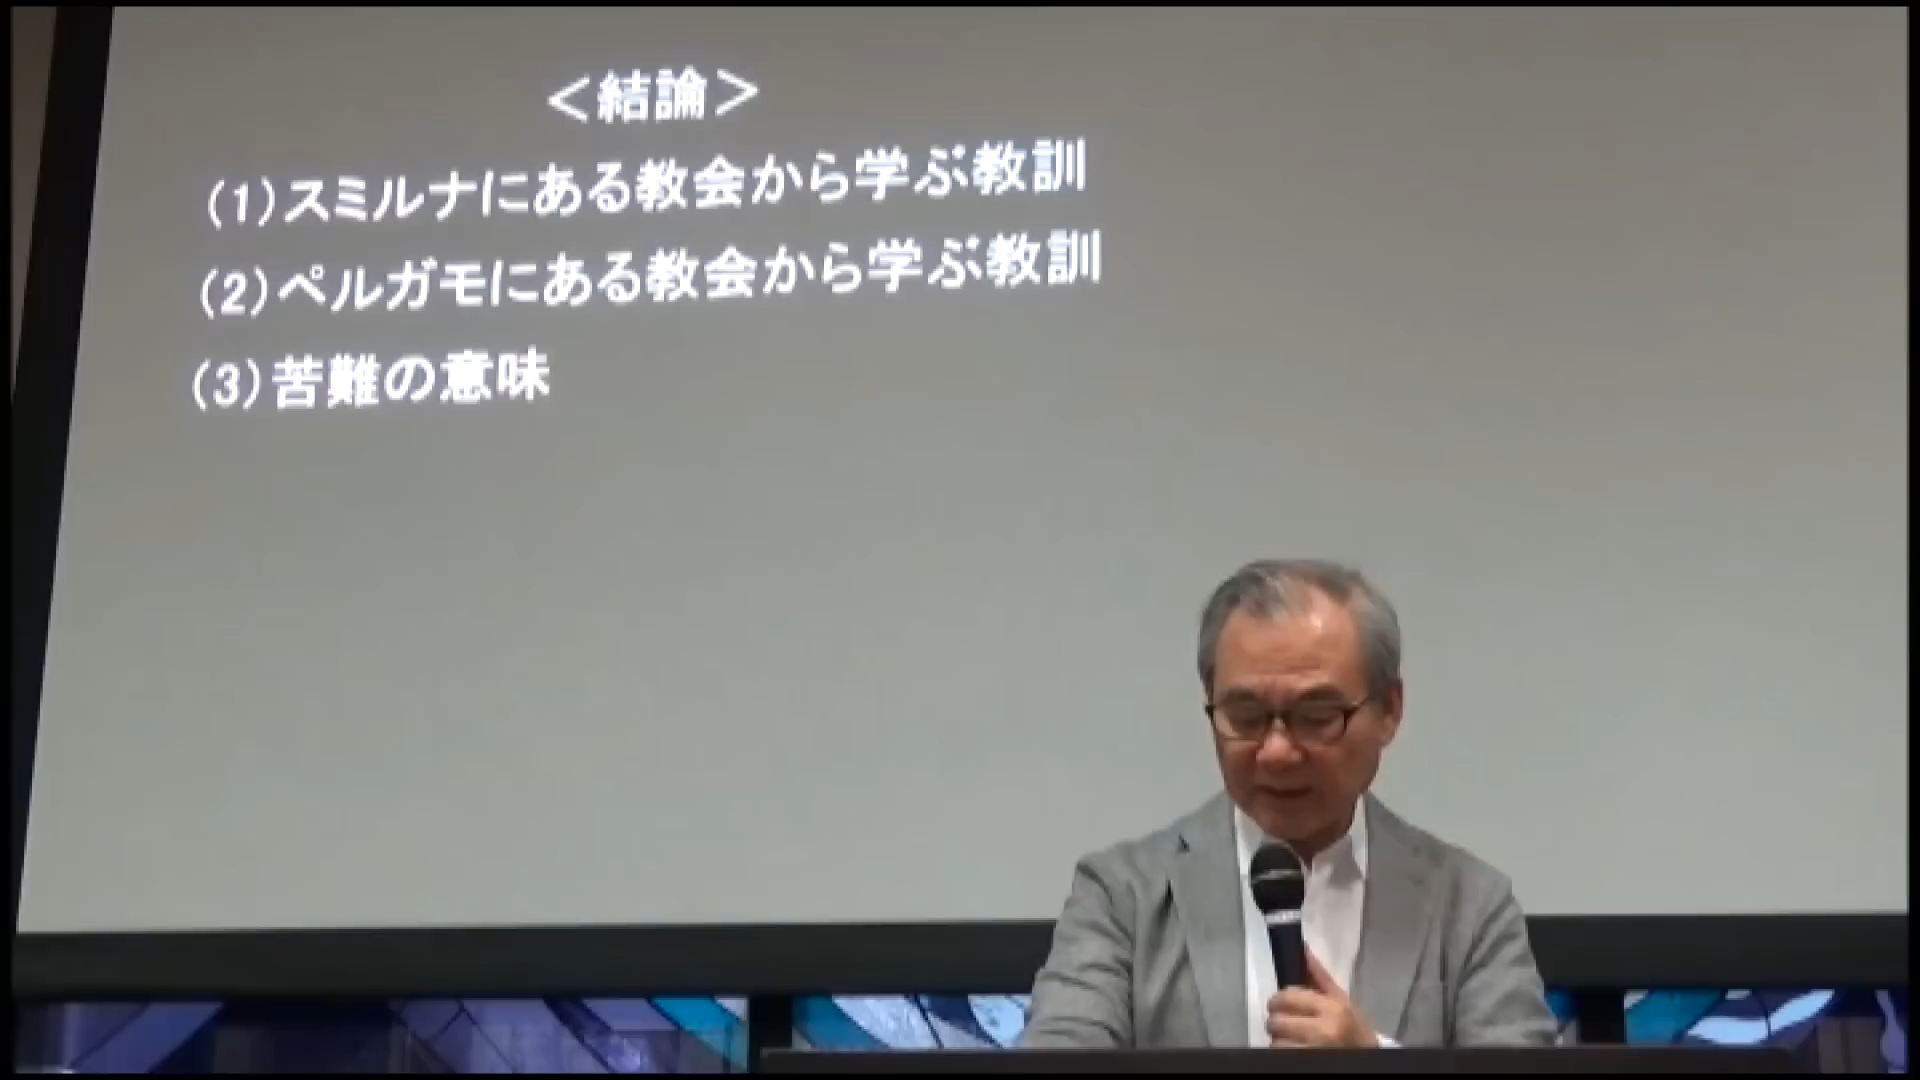 ＜結論＞
（1）スミルナにある教会から学ぶ教訓
（2）ペルガモにある教会から学ぶ教訓
（3）苦難の意味